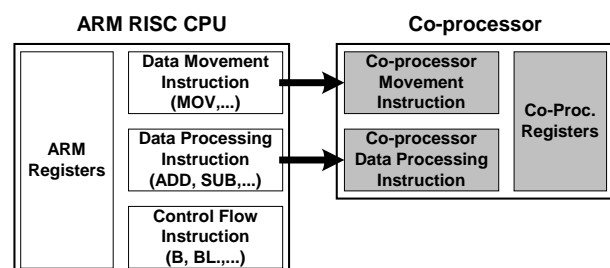 ARM RISC CPU
Co-processor
ARM
Registers
Data Movement
Instruction
(MOV,...)
Data Processing
Instruction
(ADD, SUB,...)
Control Flow
Instruction
(B, BL.,...)
Co-processor
Movement
Instruction
Co-processor
Data Processing
Instruction
Co-Proc.
Registers